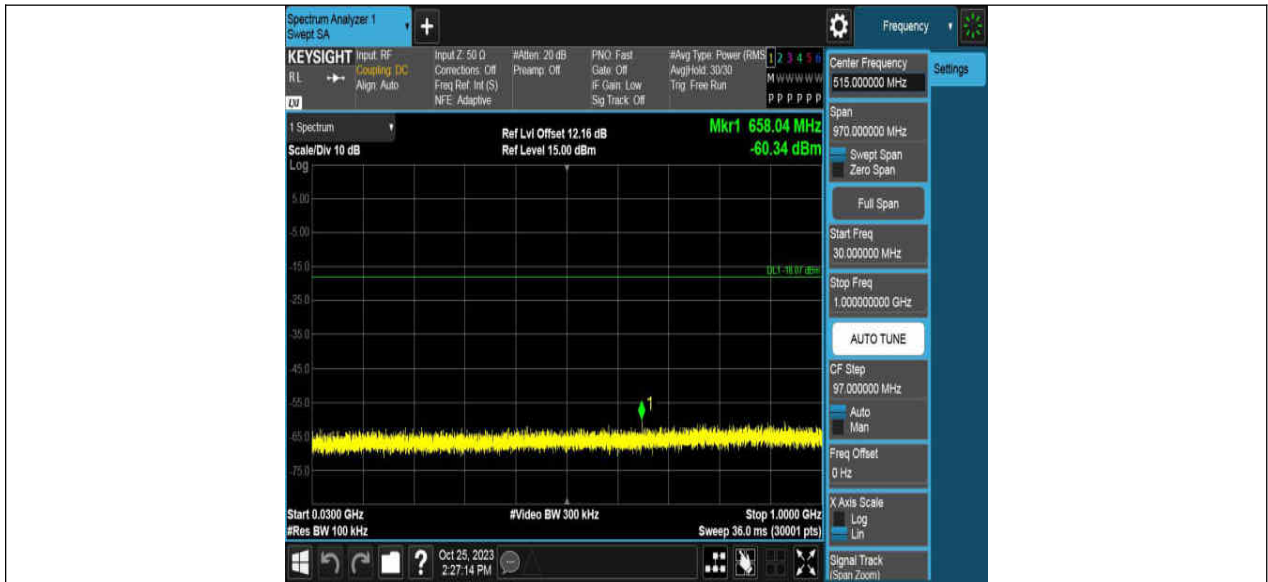 Spectrum Analyzer 1
Swept SA
+
Frequency
KEYSIGHT
RL
LW
Input: RF
Coupling: DC
Align: Auto
Input Z: 50 Ω
Corrections: Off
Freq Ref: Int (S)
NFE: Adaptive
#Atten: 20 dB
Preamp: Off
PNO: Fast
Gate: Off
IF Gain: Low
Sig Track: Off
#Avg Type: Power (RMS
Avg|Hold: 30/30
Trig: Free Run
1 2 3 4 5 6
M W W W W W
P P P P P P
1 Spectrum
Scale/Div 10 dB
Log
Ref Lvl Offset 12.16 dB
Ref Level 15.00 dBm
Mkr1 658.04 MHz
-60.34 dBm
5.00
-5.00
-15.0
-25.0
-35.0
-45.0
-55.0
-65.0
-75.0
DL1 -18.07 dBm
1
Start 0.0300 GHz
#Res BW 100 kHz
#Video BW 300 kHz
Stop 1.0000 GHz
Sweep 36.0 ms (30001 pts)
?
Oct 25, 2023
2:27:14 PM
Center Frequency
515.000000 MHz
Settings
Span
970.000000 MHz
Swept Span
Zero Span
Full Span
Start Freq
30.000000 MHz
Stop Freq
1.000000000 GHz
AUTO TUNE
CF Step
97.000000 MHz
Auto
Man
Freq Offset
0 Hz
X Axis Scale
Log
Lin
Signal Track
(Span Zoom)